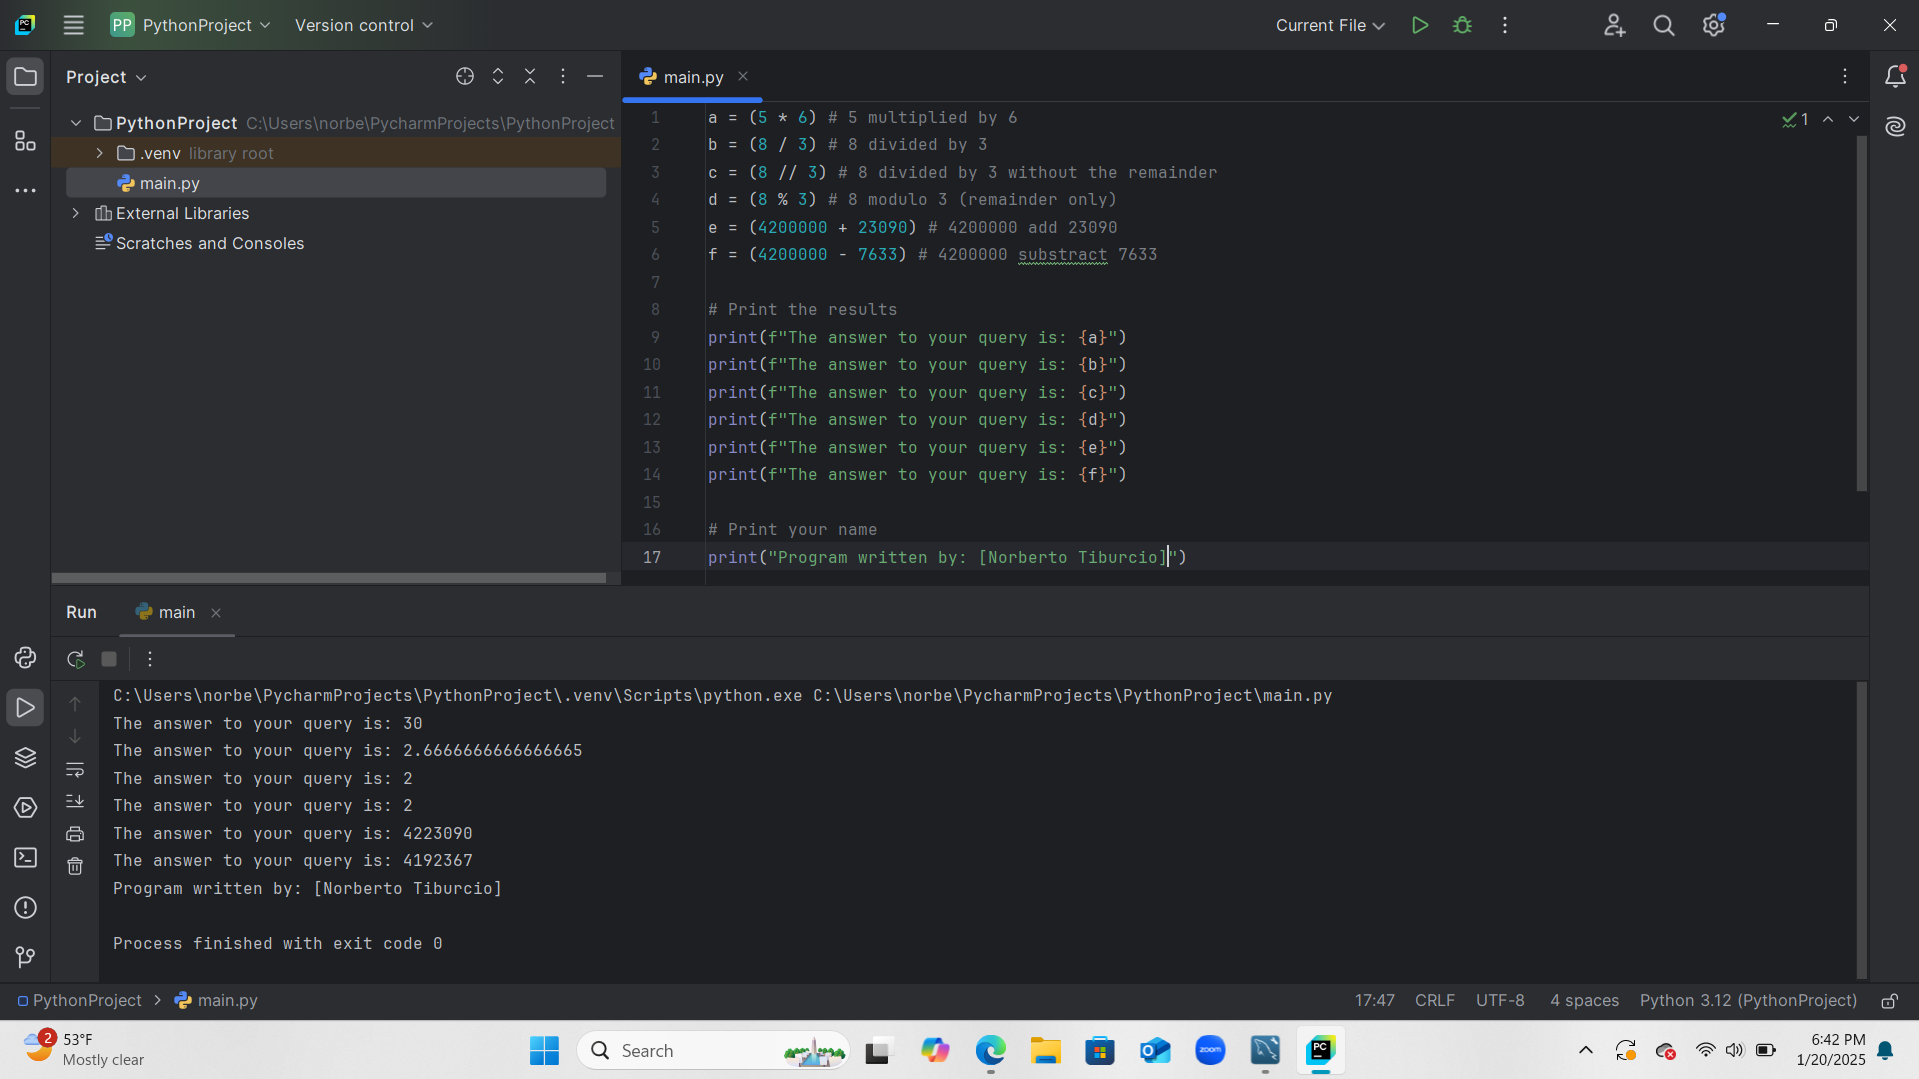 PP PythonProject Version control Current File
Project
main.py
PythonProject C:\Users\norbe\PycharmProjects\PythonProject
.venv library root
main.py
External Libraries
Scratches and Consoles
1 a = (5 * 6) # 5 multiplied by 6
2 b = (8 / 3) # 8 divided by 3
3 c = (8 // 3) # 8 divided by 3 without the remainder
4 d = (8 % 3) # 8 modulo 3 (remainder only)
5 e = (4200000 + 23090) # 4200000 add 23090
6 f = (4200000 - 7633) # 4200000 substract 7633
7
8 # Print the results
9 print(f"The answer to your query is: {a}")
10 print(f"The answer to your query is: {b}")
11 print(f"The answer to your query is: {c}")
12 print(f"The answer to your query is: {d}")
13 print(f"The answer to your query is: {e}")
14 print(f"The answer to your query is: {f}")
15
16 # Print your name
17 print("Program written by: [Norberto Tiburcio]")
1
Run main
C:\Users\norbe\PycharmProjects\PythonProject\.venv\Scripts\python.exe C:\Users\norbe\PycharmProjects\PythonProject\main.py
The answer to your query is: 30
The answer to your query is: 2.6666666666666665
The answer to your query is: 2
The answer to your query is: 2
The answer to your query is: 4223090
The answer to your query is: 4192367
Program written by: [Norberto Tiburcio]
Process finished with exit code 0
PythonProject > main.py 17:47 CRLF UTF-8 4 spaces Python 3.12 (PythonProject)
2 53°F
Mostly clear
Search
zoom
PC
6:42 PM
1/20/2025